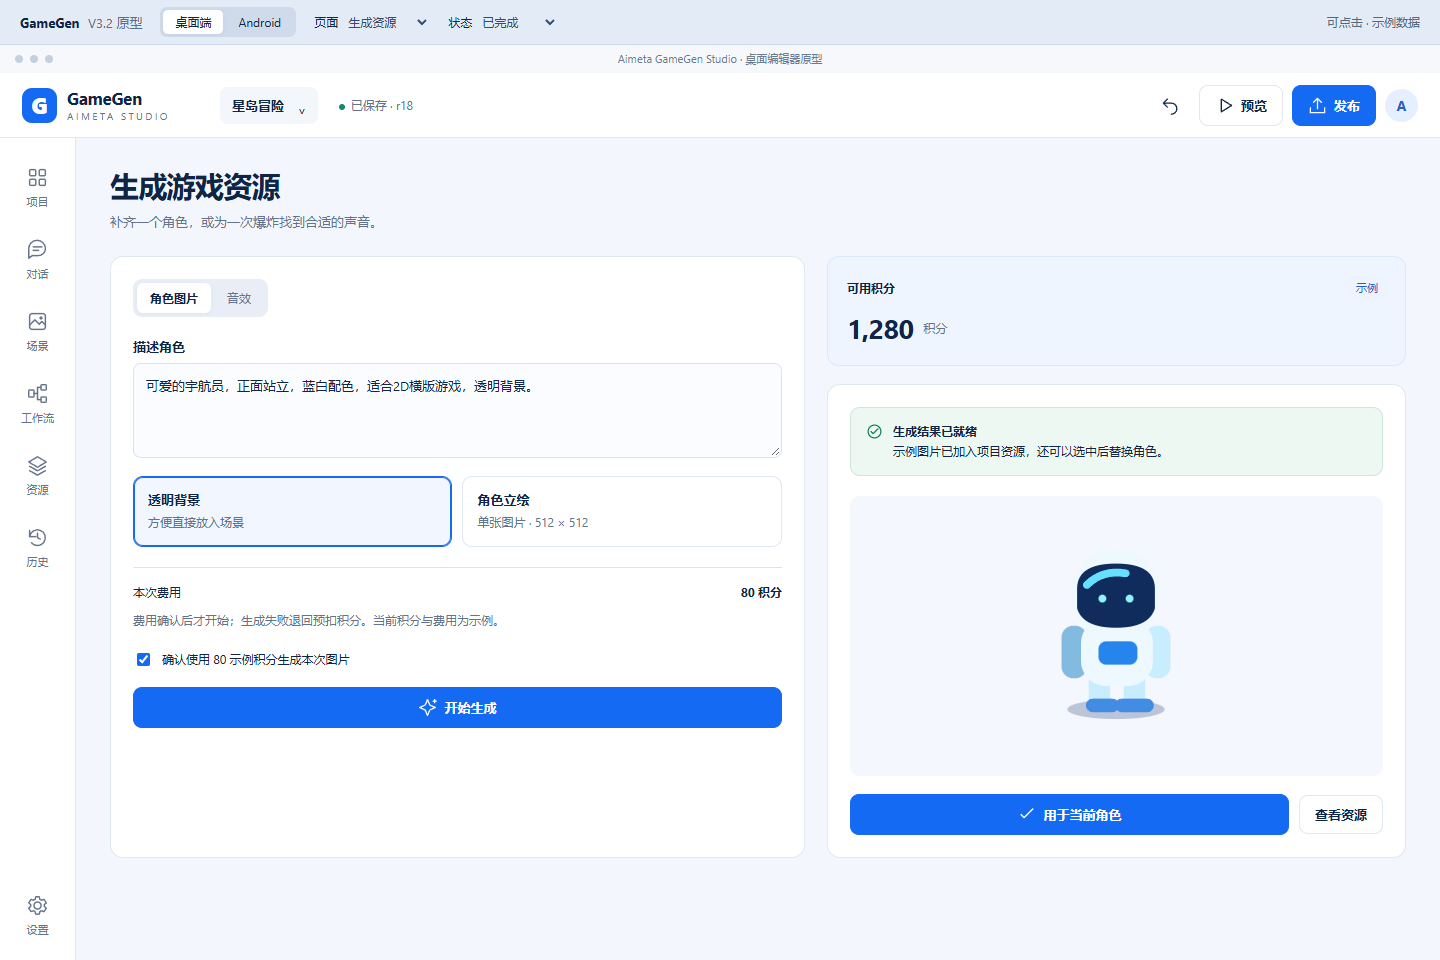 GameGen V3.2 原型 桌面端 Android 页面 生成资源 状态 已完成 可点击 · 示例数据
Aimeta GameGen Studio · 桌面编辑器原型
G GameGen
AIMETA STUDIO
星岛冒险 已保存 · r18 预览 发布 A
项目
对话
场景
工作流
资源
历史
设置
生成游戏资源
补齐一个角色，或为一次爆炸找到合适的声音。
角色图片 音效
描述角色
可爱的宇航员，正面站立，蓝白配色，适合2D横版游戏，透明背景。
透明背景
方便直接放入场景
角色立绘
单张图片 · 512 × 512
本次费用 80 积分
费用确认后才开始；生成失败退回预扣积分。当前积分与费用为示例。
确认使用 80 示例积分生成本次图片
开始生成
可用积分 示例
1,280 积分
生成结果已就绪
示例图片已加入项目资源，还可以选中后替换角色。
用于当前角色 查看资源